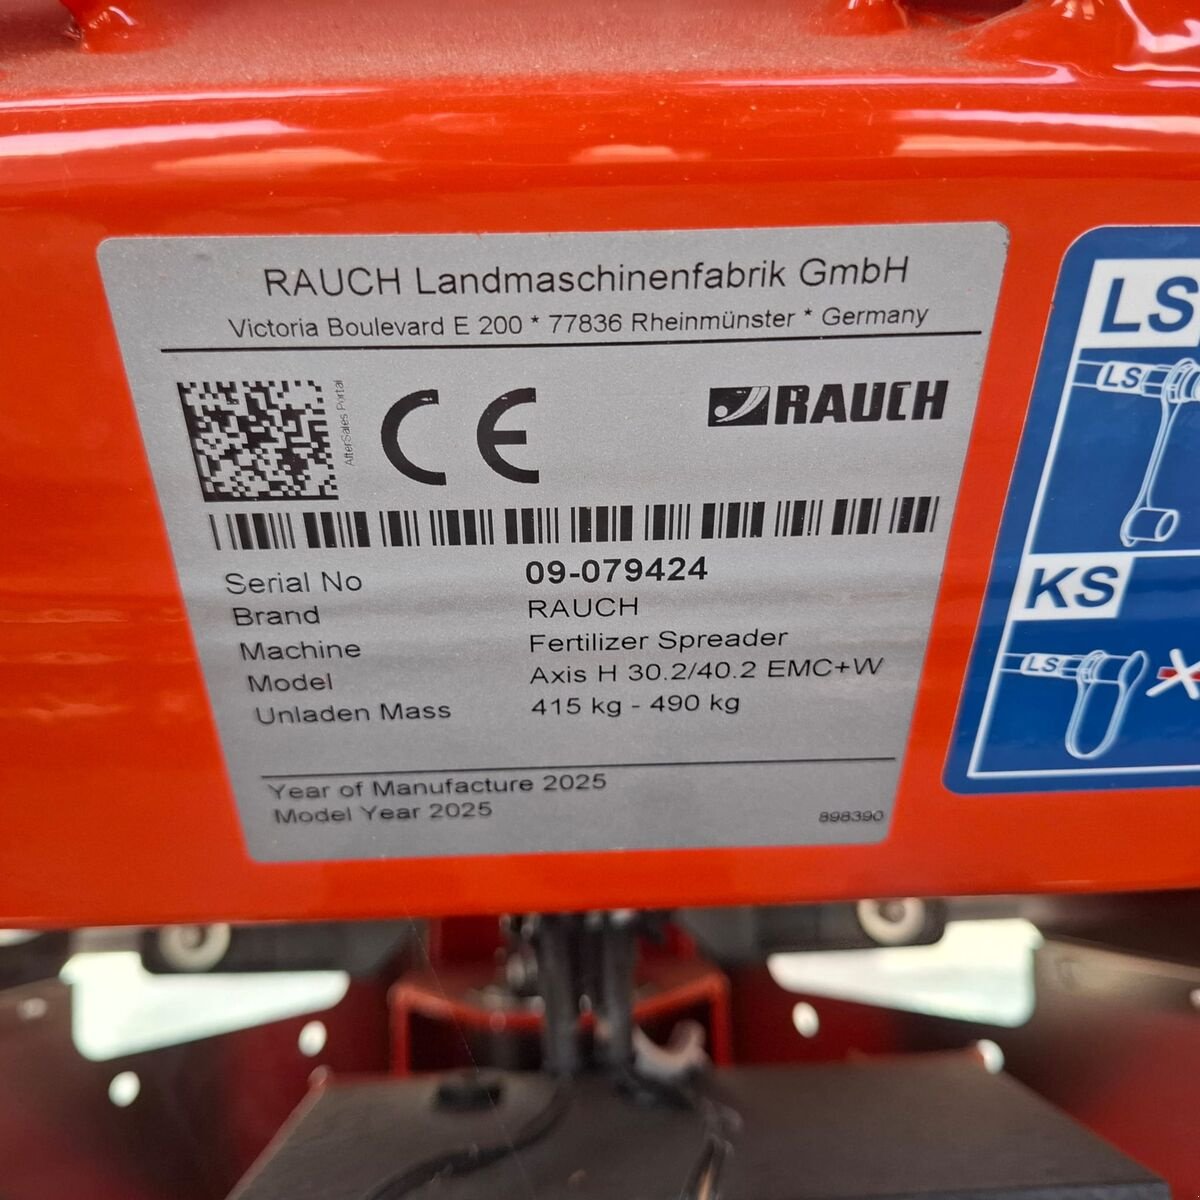 RAUCH Landmaschinenfabrik GmbH
Victoria Boulevard E 200 * 77836 Rheinmünster * Germany
AfterSales Portal
CE
RAUCH
Serial No 09-079424
Brand RAUCH
Machine Fertilizer Spreader
Model Axis H 30.2/40.2 EMC+W
Unladen Mass 415 kg - 490 kg
Year of Manufacture 2025
Model Year 2025
898390
LS
LS
KS
LS